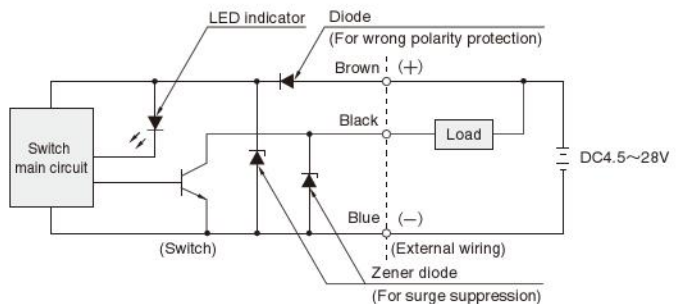 LED indicator
Diode
(For wrong polarity protection)
Brown (+)
Black
Switch
main circuit
Load
DC4.5～28V
Blue (—)
(Switch)
(External wiring)
Zener diode
(For surge suppression)